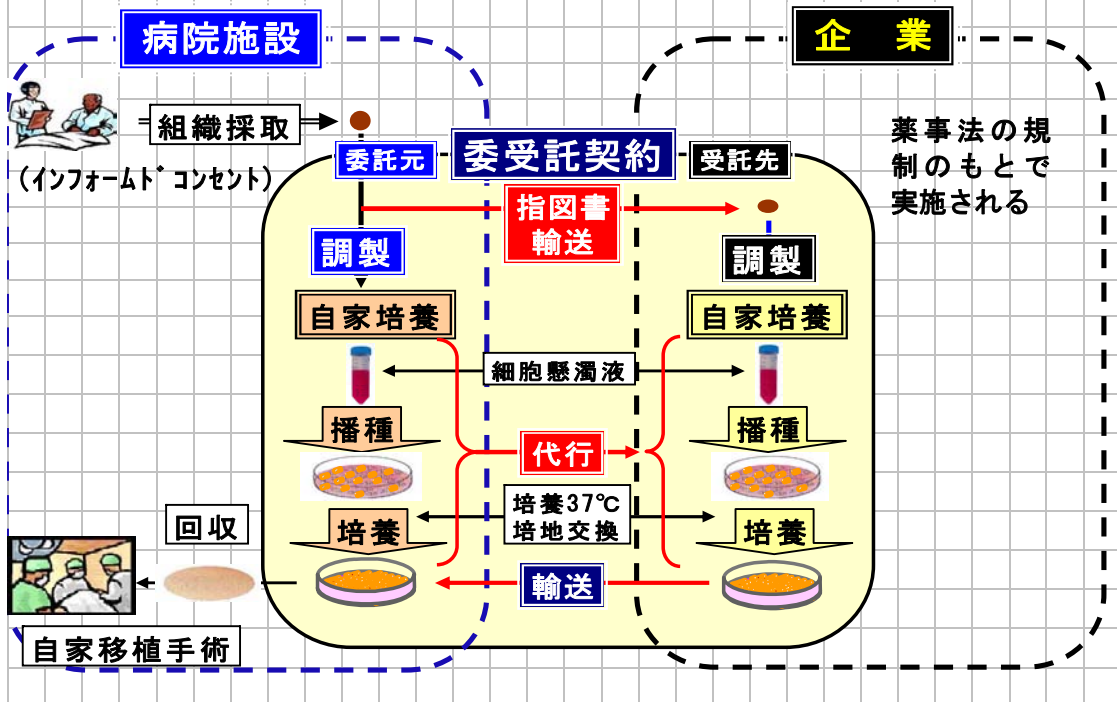 病院施設
企　業
組織採取
(インフォームドコンセント)
委託元
委受託契約
受託先
薬事法の規
制のもとで
実施される
指図書
輸送
調製
調製
自家培養
自家培養
細胞懸濁液
播種
播種
代行
培養37℃
培地交換
培養
培養
回収
輸送
自家移植手術